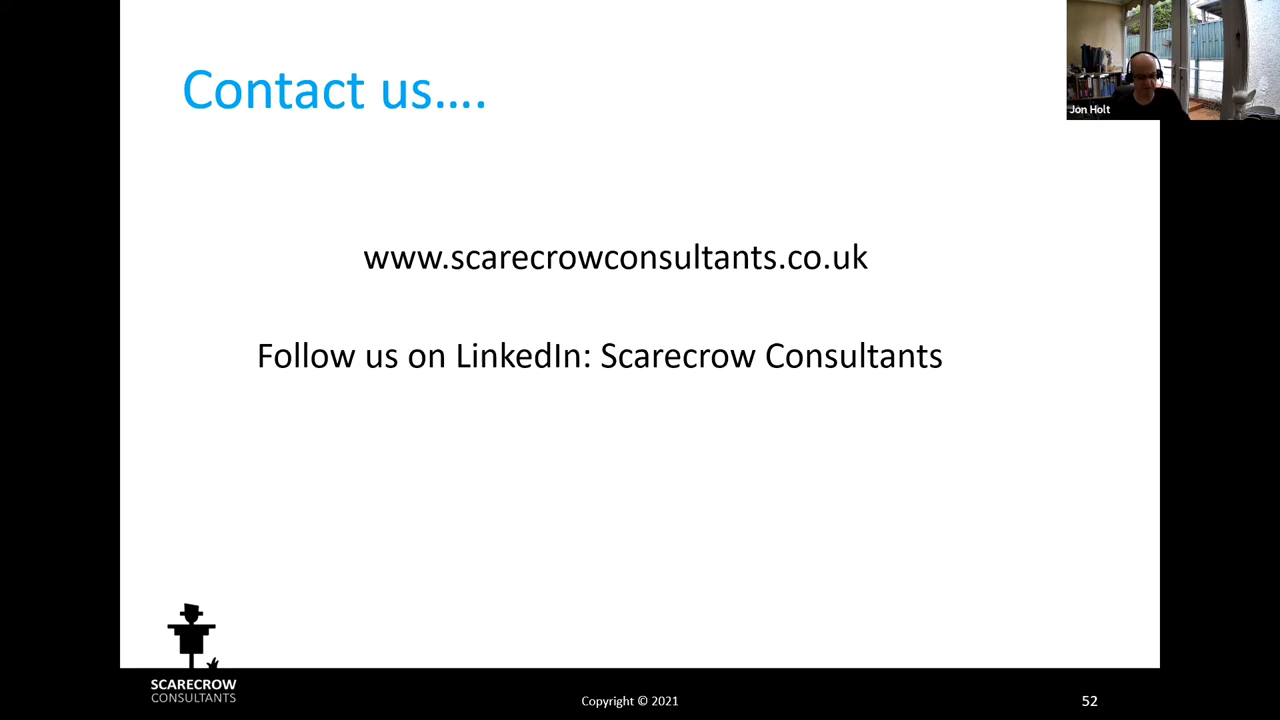 Contact us....
Jon Holt
www.scarecrowconsultants.co.uk
Follow us on LinkedIn: Scarecrow Consultants
SCARECROW
CONSULTANTS
Copyright © 2021
52